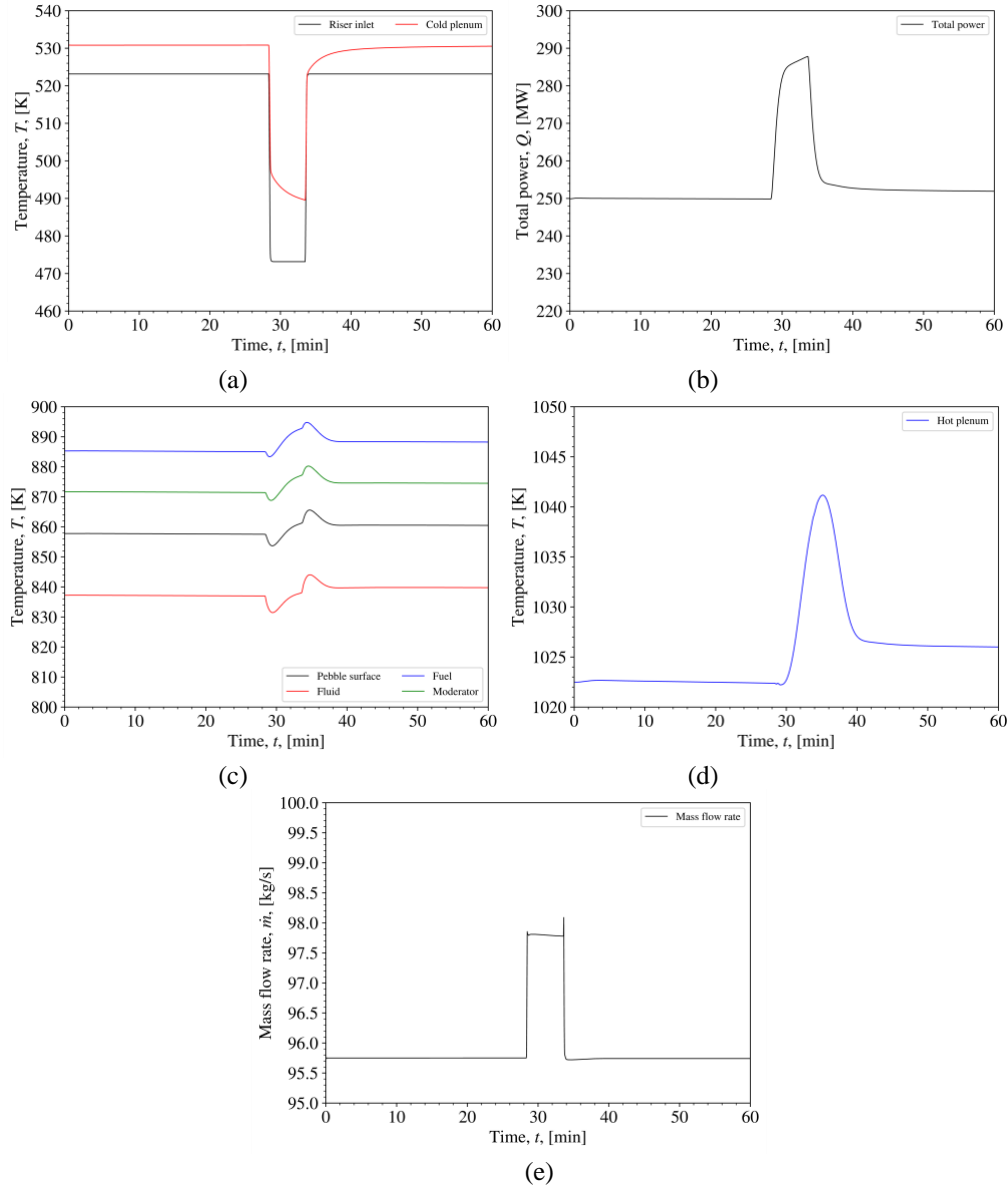 Riser inlet Cold plenum
540
530
520
510
500
490
480
470
460
Temperature, T, [K]
0 10 20 30 40 50 60
Time, t, [min]
(a)
Total power
300
290
280
270
260
250
240
230
220
Total power, Q, [MW]
0 10 20 30 40 50 60
Time, t, [min]
(b)
900
890
880
870
860
850
840
830
820
810
800
Temperature, T, [K]
Pebble surface Fuel
Fluid Moderator
0 10 20 30 40 50 60
Time, t, [min]
(c)
Hot plenum
1050
1045
1040
1035
1030
1025
1020
Temperature, T, [K]
0 10 20 30 40 50 60
Time, t, [min]
(d)
Mass flow rate
100.0
99.5
99.0
98.5
98.0
97.5
97.0
96.5
96.0
95.5
95.0
Mass flow rate, ṁ, [kg/s]
0 10 20 30 40 50 60
Time, t, [min]
(e)